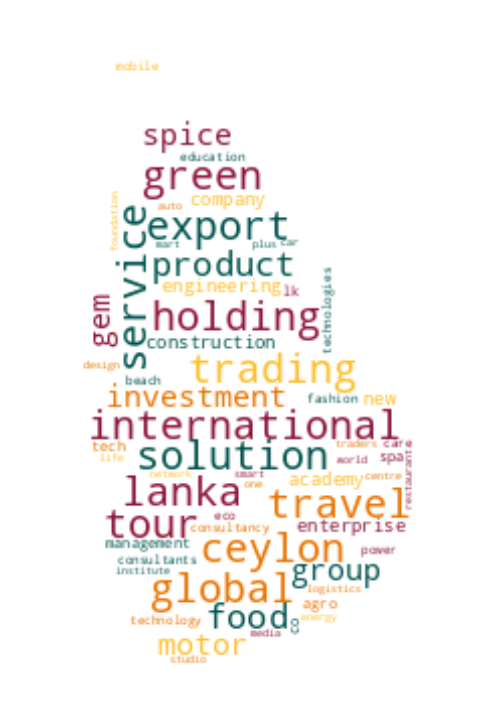 mobile
spice
education
green
foundation
company
auto
service
export
mart
plus
car
product
technologies
engineering
lk
gem
holding
construction
trading
design
beach
investment
fashion
new
international
tech
solution
traders
care
life
world
spa
restaurante
network
smart
academy
centre
lanka
one
travel
tour
eco
consultancy
enterprise
management
ceylon
power
consultants
institute
group
global
logistics
agro
food
technology
energy
8
media
motor
studio